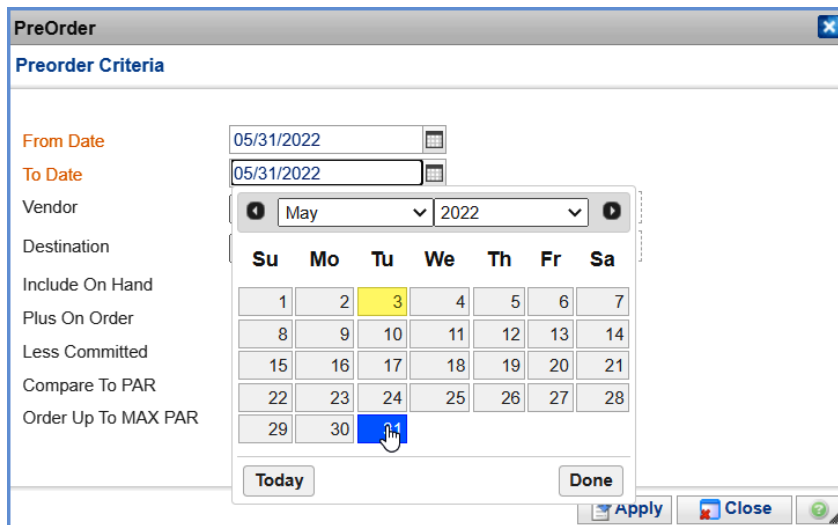 PreOrder
Preorder Criteria
From Date 05/31/2022
To Date 05/31/2022
Vendor
May 2022
Destination
Su Mo Tu We Th Fr Sa
Include On Hand
1 2 3 4 5 6 7
Plus On Order
8 9 10 11 12 13 14
Less Committed
15 16 17 18 19 20 21
Compare To PAR
22 23 24 25 26 27 28
Order Up To MAX PAR
29 30 31
Today Done
Apply Close